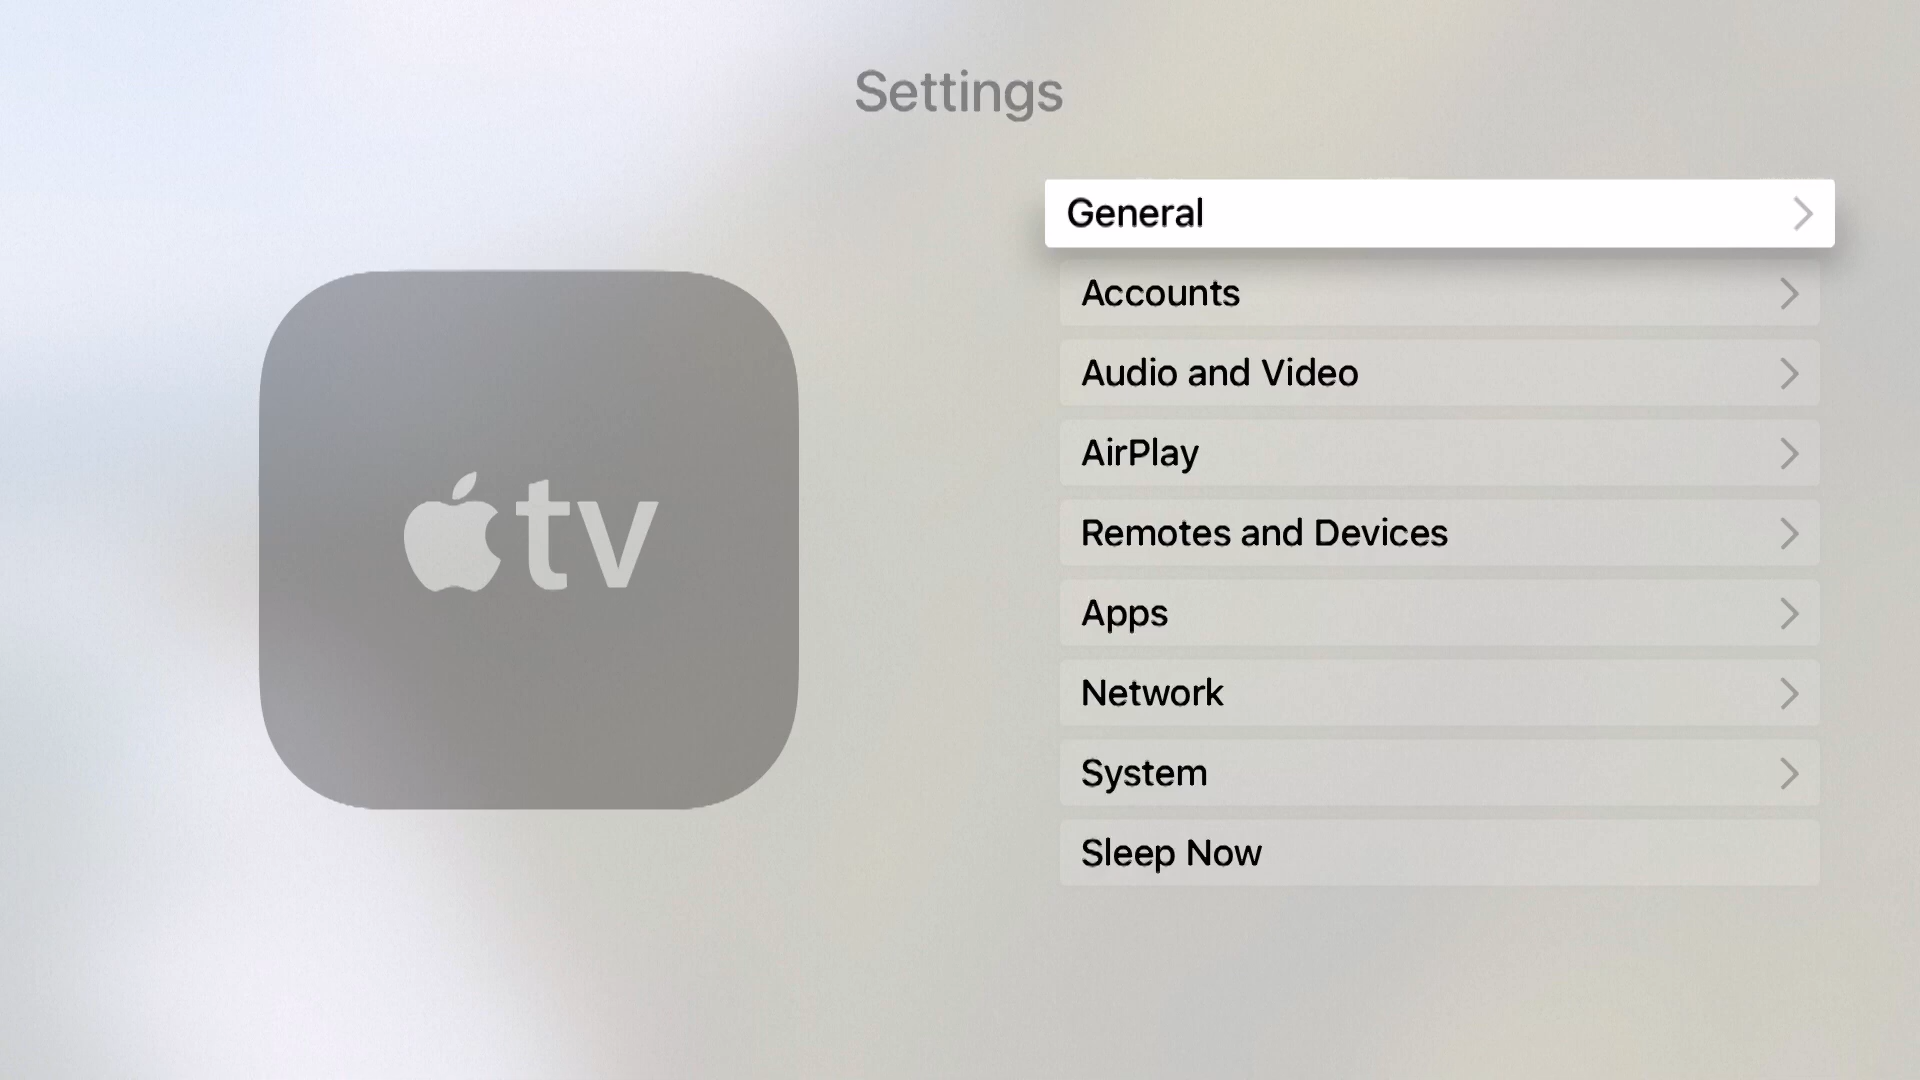 Settings
General
Accounts
Audio and Video
AirPlay
Remotes and Devices
Apps
Network
System
Sleep Now
tv